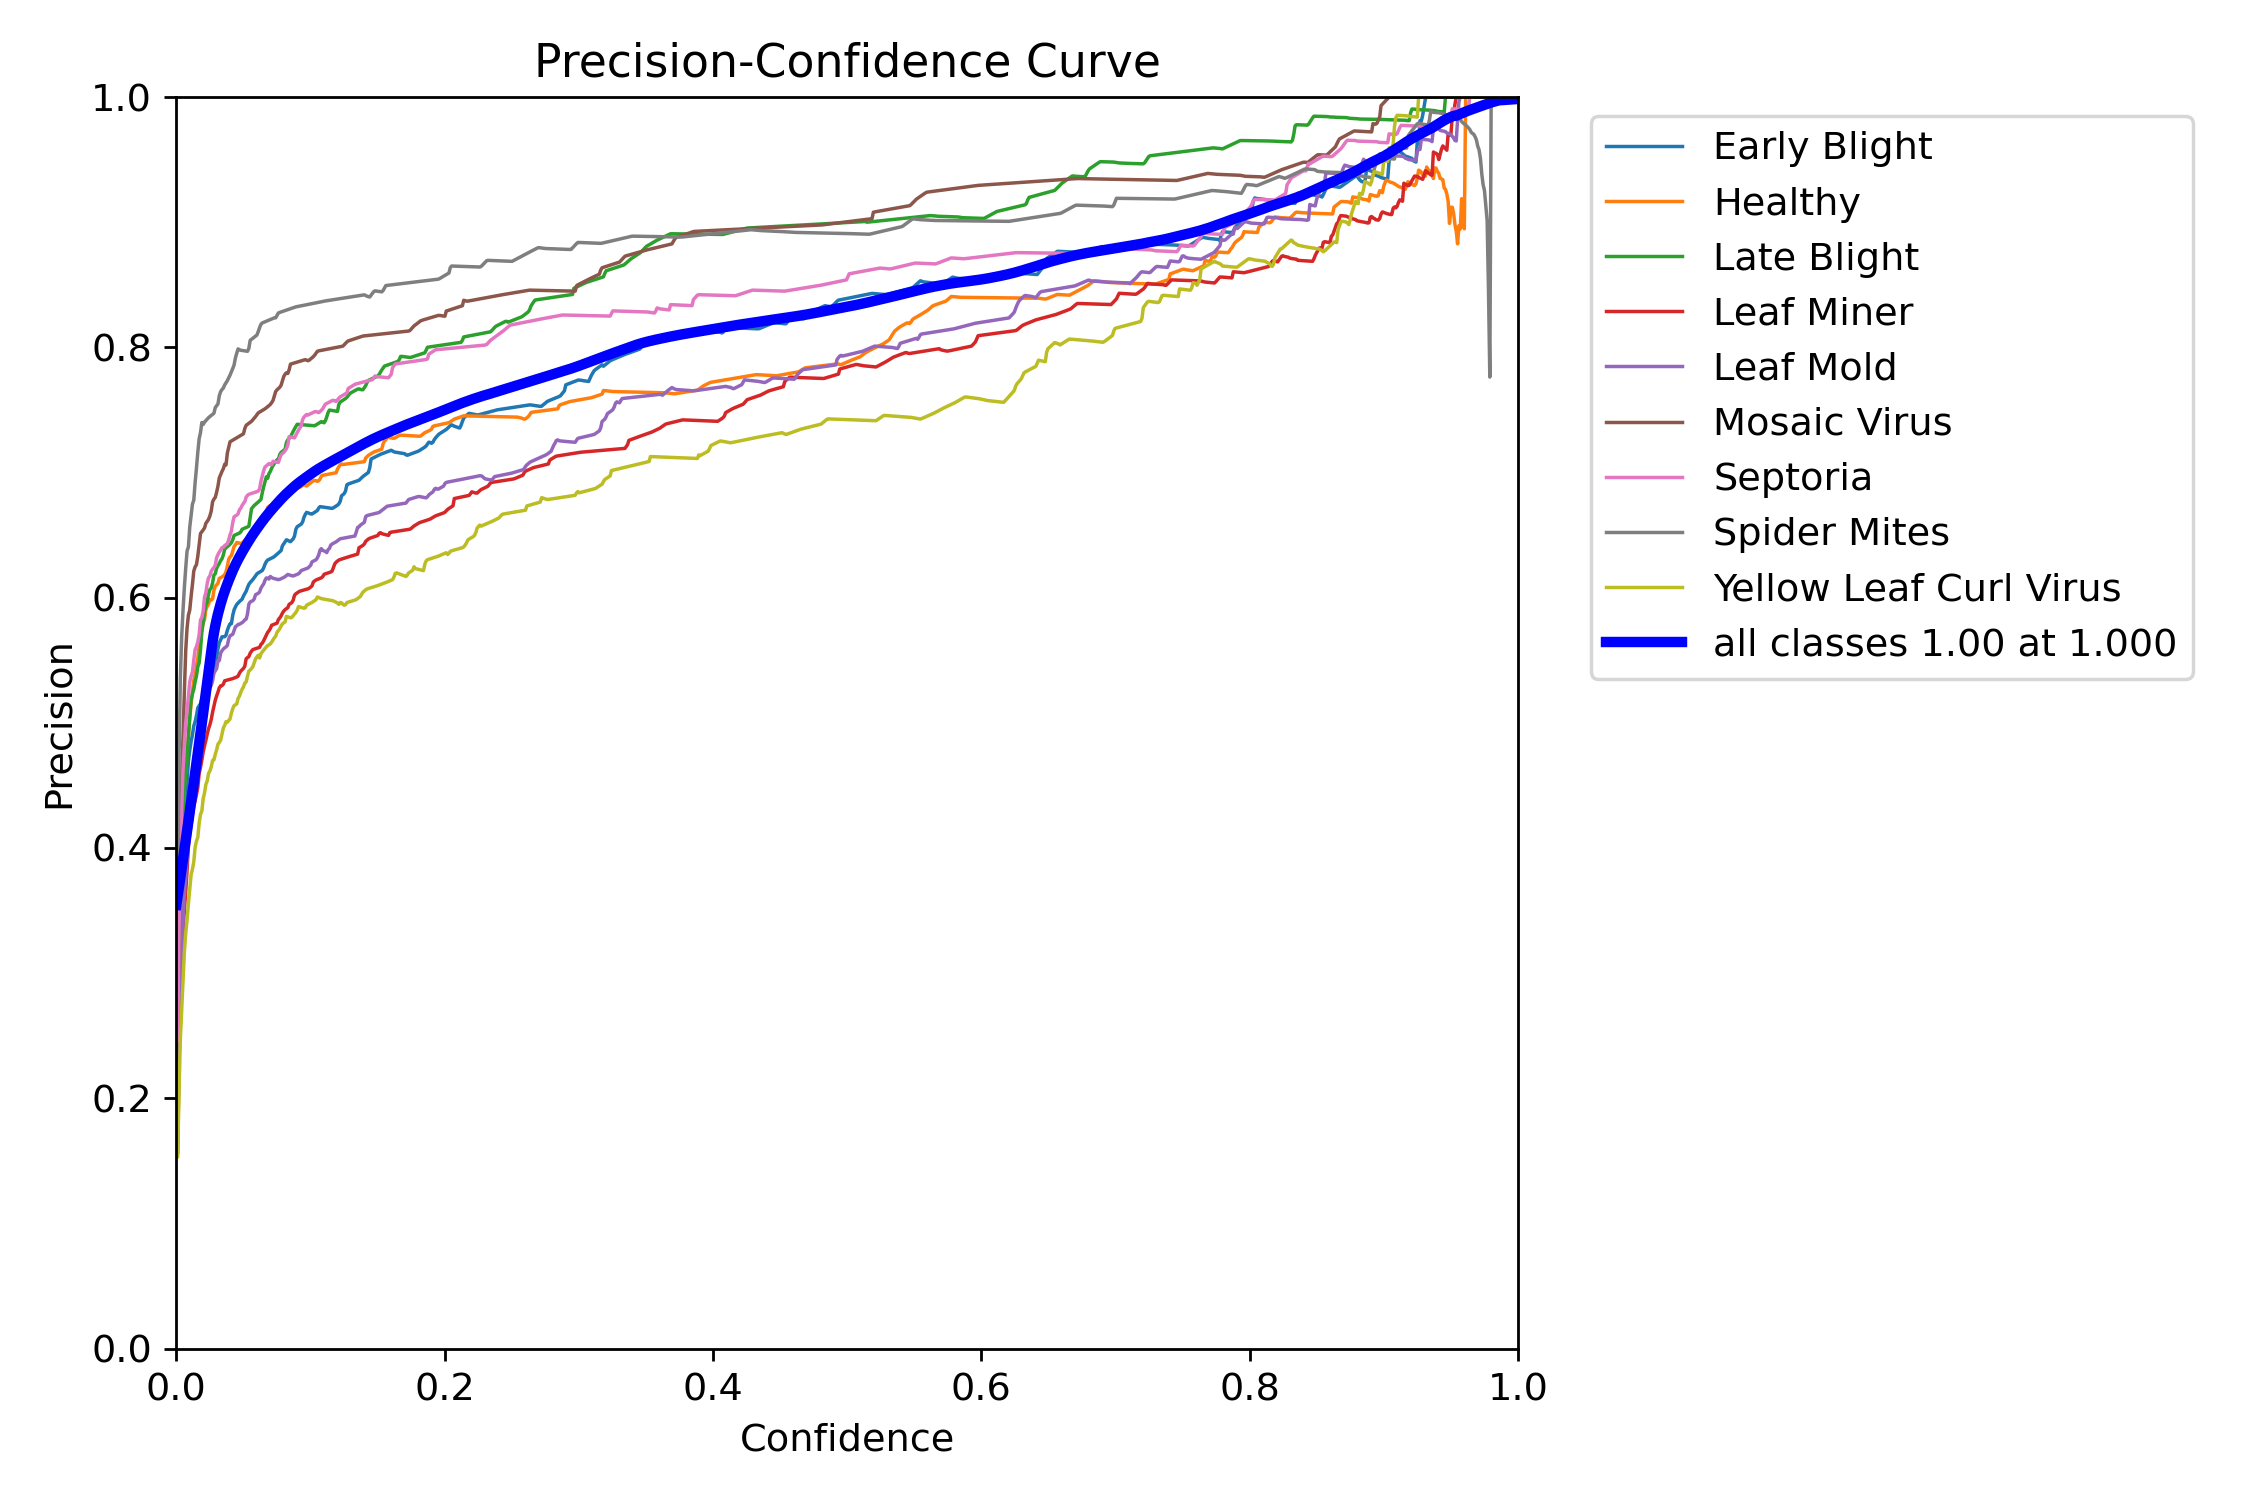 Precision-Confidence Curve
1.0
0.8
0.6
0.4
0.2
0.0
Precision
0.0 0.2 0.4 0.6 0.8 1.0
Confidence
Early Blight
Healthy
Late Blight
Leaf Miner
Leaf Mold
Mosaic Virus
Septoria
Spider Mites
Yellow Leaf Curl Virus
all classes 1.00 at 1.000